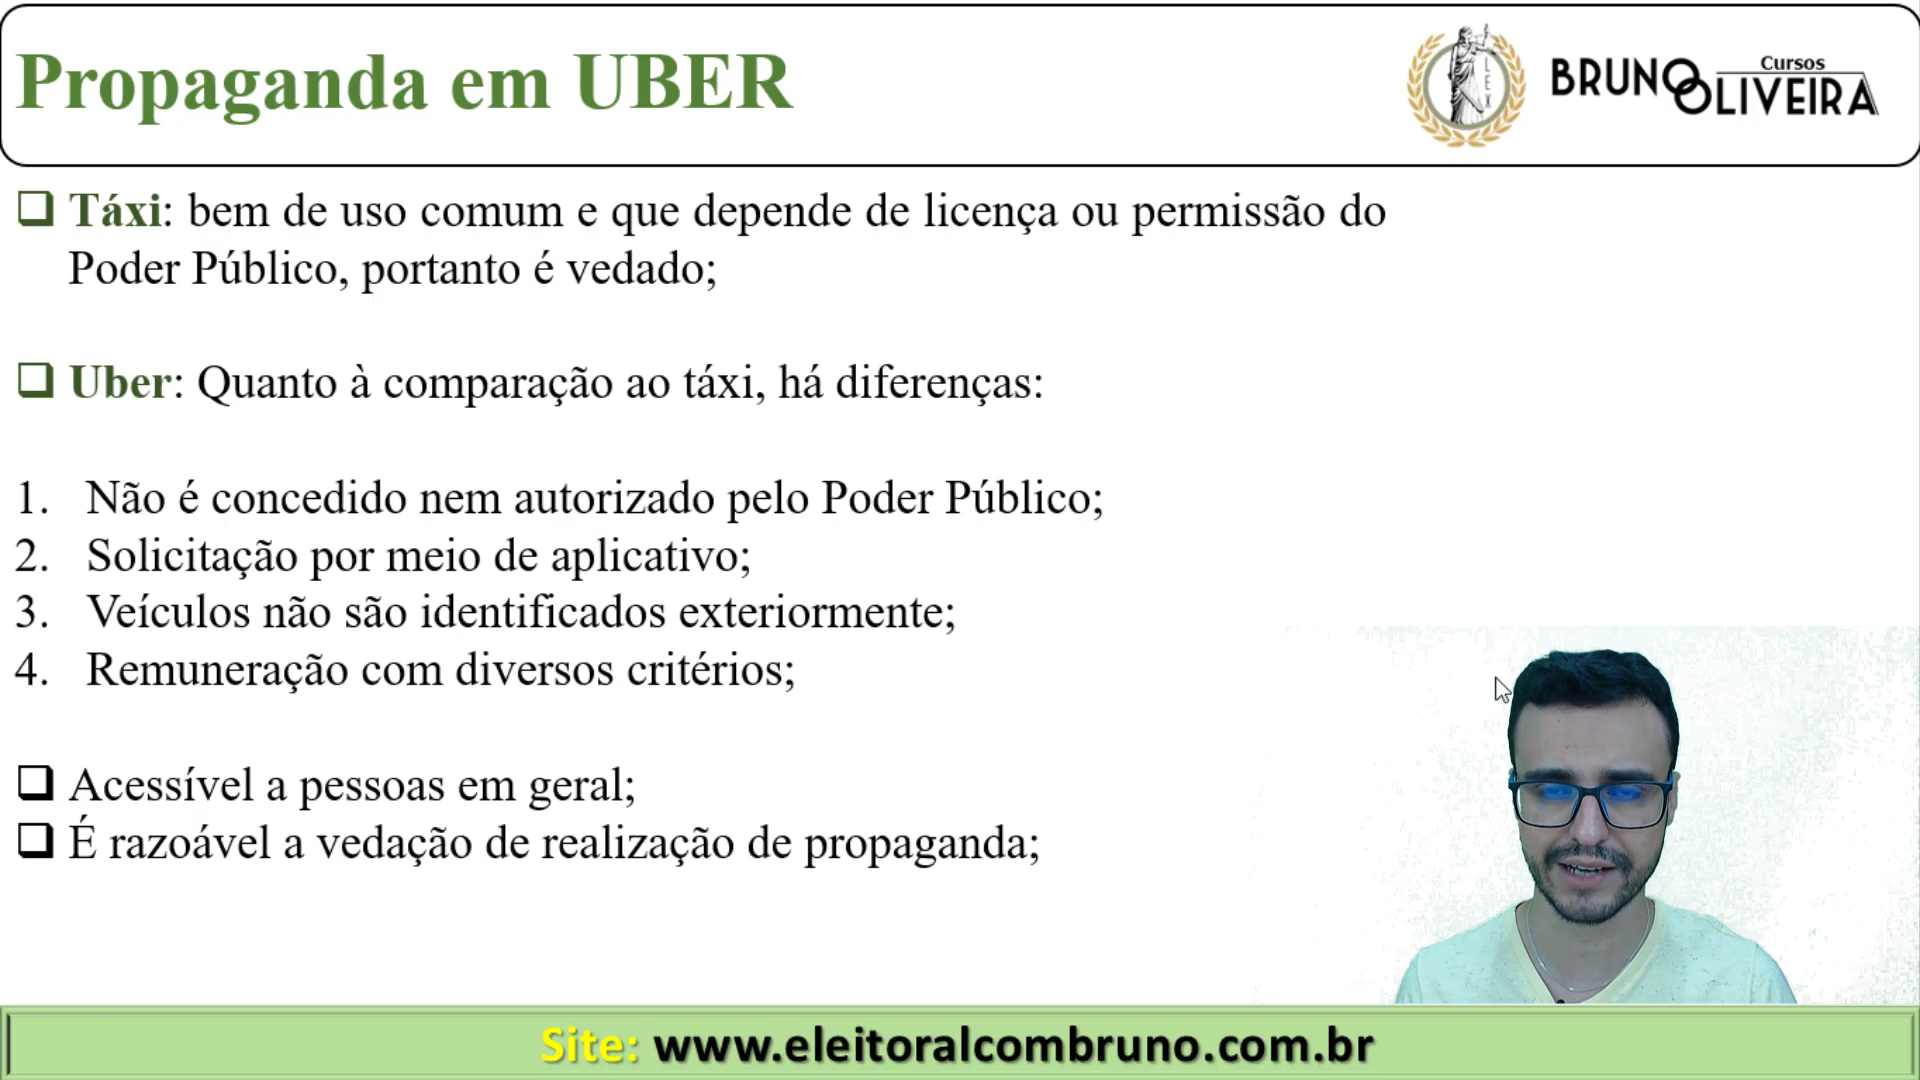 Propaganda em UBER
LEX
Cursos
BRUNO OLIVEIRA
Táxi: bem de uso comum e que depende de licença ou permissão do
Poder Público, portanto é vedado;
Uber: Quanto à comparação ao táxi, há diferenças:
1. Não é concedido nem autorizado pelo Poder Público;
2. Solicitação por meio de aplicativo;
3. Veículos não são identificados exteriormente;
4. Remuneração com diversos critérios;
Acessível a pessoas em geral;
É razoável a vedação de realização de propaganda;
Site: www.eleitoralcombruno.com.br